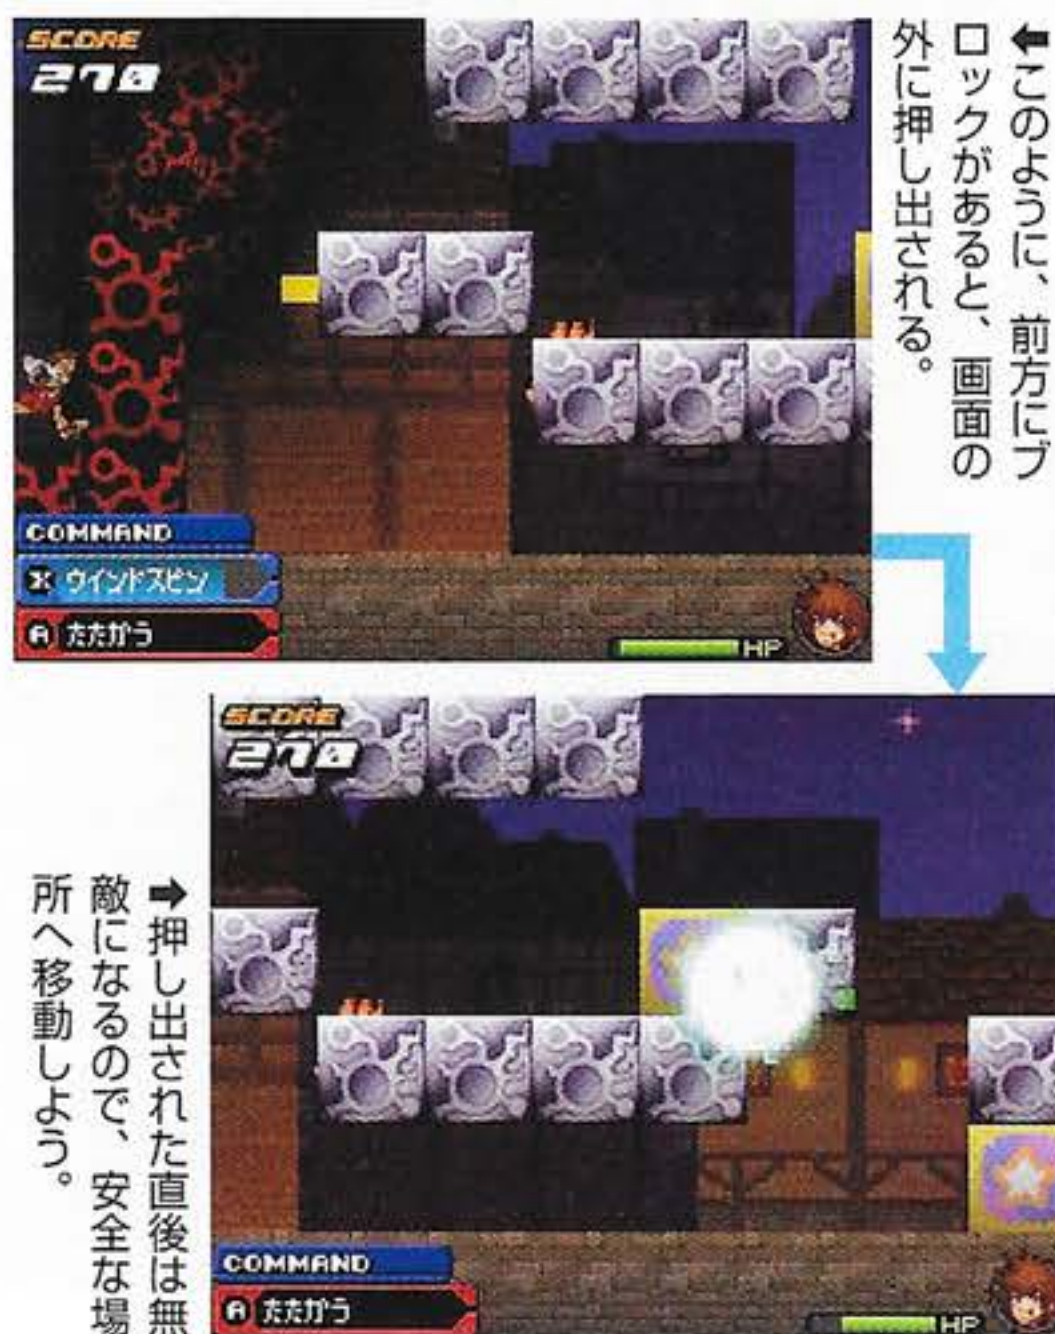 ⬅このように、前方にブ
ロックがあると、画面の
外に押し出される。
SCORE
270
COMMAND
X ウインドスピン
A たたかう
HP
SCORE
270
➡押し出された直後は無
敵になるので、安全な場
所へ移動しよう。
COMMAND
A たたかう
HP